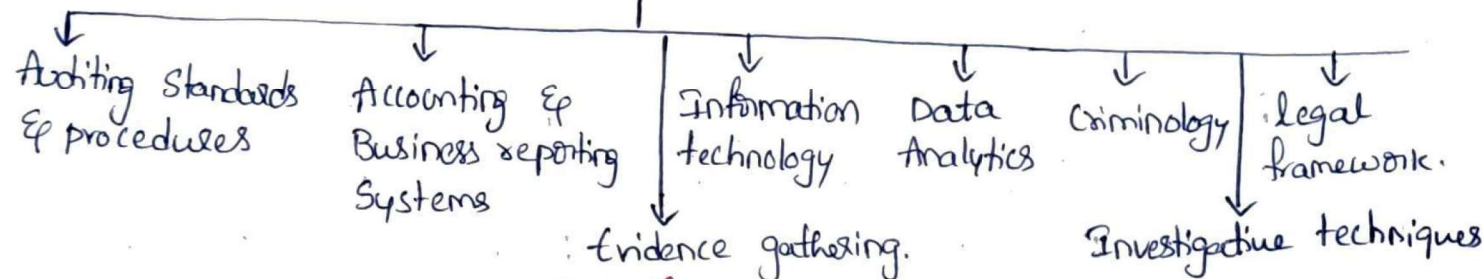 Auditing Standards
& procedures
Accounting &
Business reporting
Systems
Evidence gathering.
Information
technology
Data
Analytics
Criminology
Investigative techniques
legal
framework.